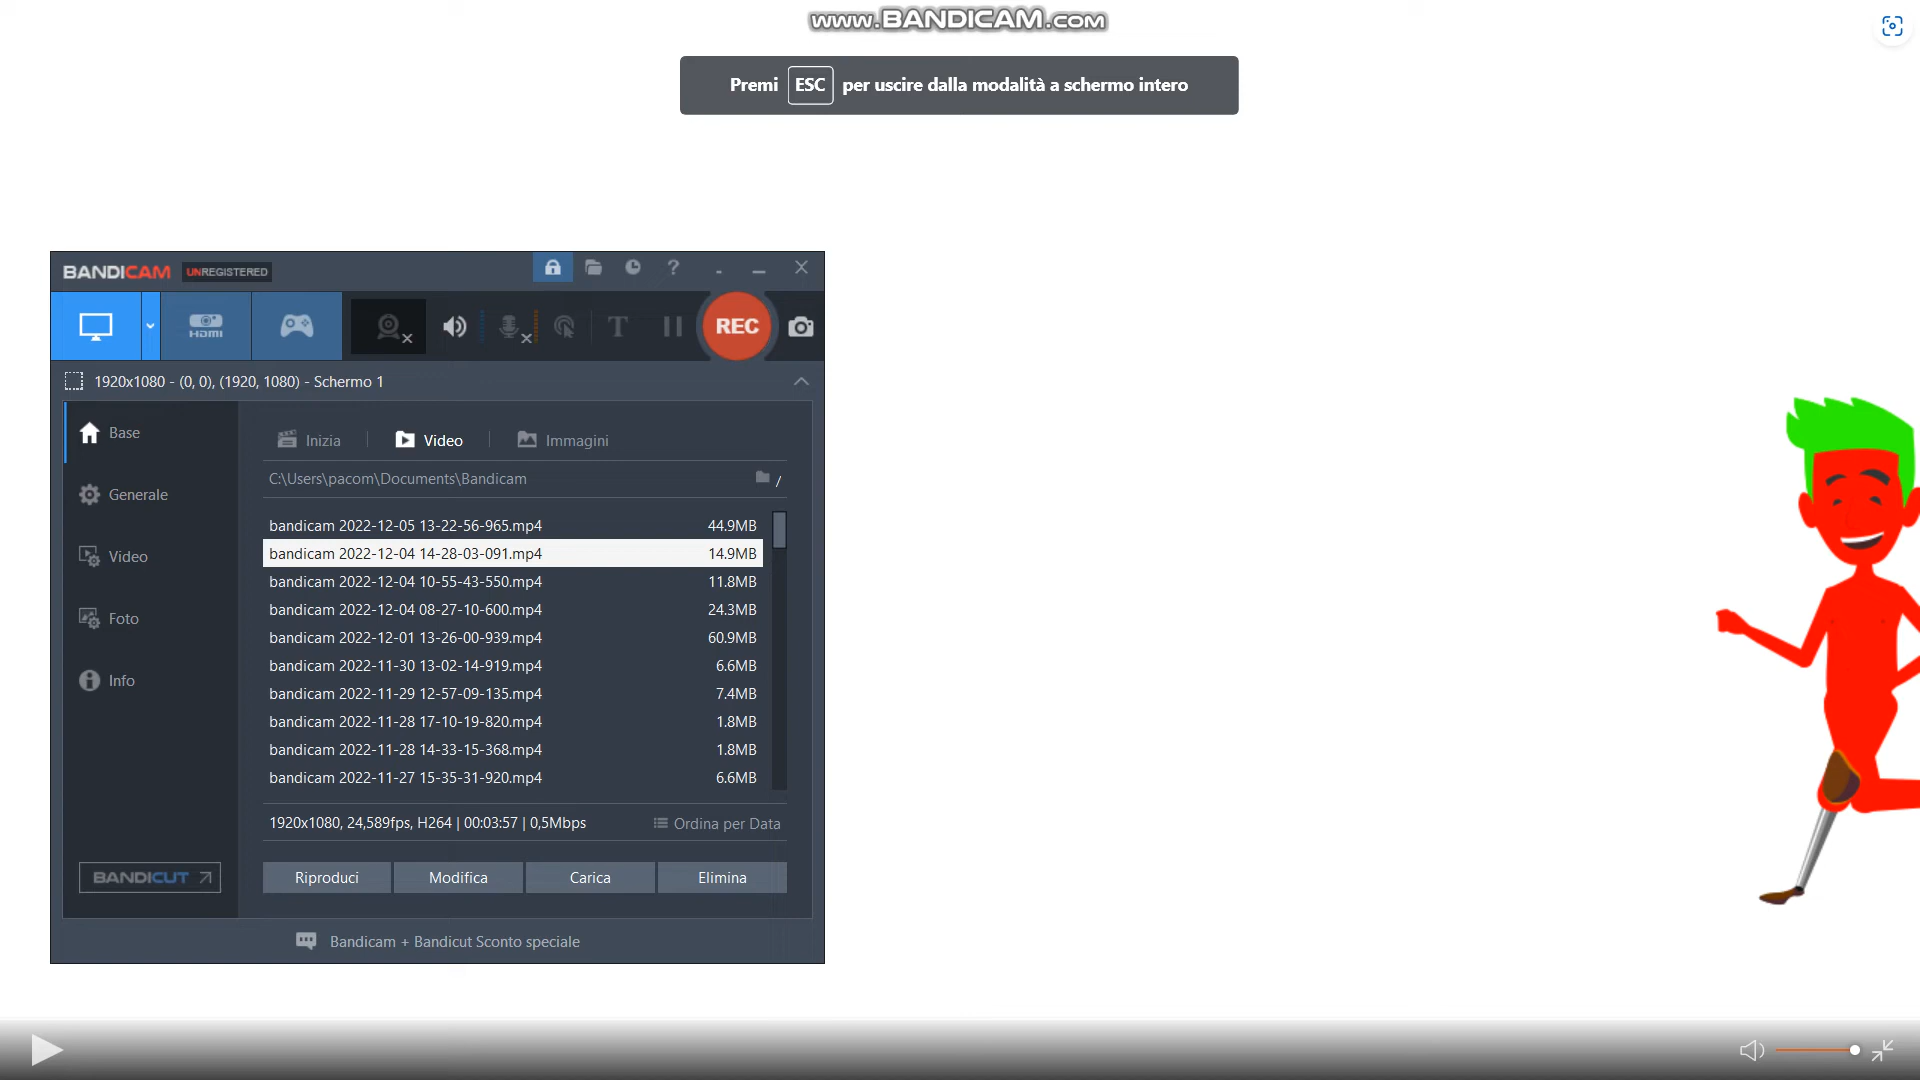 www.BANDICAM.com
Premi ESC per uscire dalla modalità a schermo intero
BANDICAM UNREGISTERED
HDMI
T
REC
1920x1080 - (0, 0), (1920, 1080) - Schermo 1
Base
Generale
Video
Foto
Info
BANDICUT
Inizia
Video
Immagini
C:\Users\pacom\Documents\Bandicam
/
bandicam 2022-12-05 13-22-56-965.mp4 44.9MB
bandicam 2022-12-04 14-28-03-091.mp4 14.9MB
bandicam 2022-12-04 10-55-43-550.mp4 11.8MB
bandicam 2022-12-04 08-27-10-600.mp4 24.3MB
bandicam 2022-12-01 13-26-00-939.mp4 60.9MB
bandicam 2022-11-30 13-02-14-919.mp4 6.6MB
bandicam 2022-11-29 12-57-09-135.mp4 7.4MB
bandicam 2022-11-28 17-10-19-820.mp4 1.8MB
bandicam 2022-11-28 14-33-15-368.mp4 1.8MB
bandicam 2022-11-27 15-35-31-920.mp4 6.6MB
1920x1080, 24,589fps, H264 | 00:03:57 | 0,5Mbps
Ordina per Data
Riproduci
Modifica
Carica
Elimina
Bandicam + Bandicut Sconto speciale